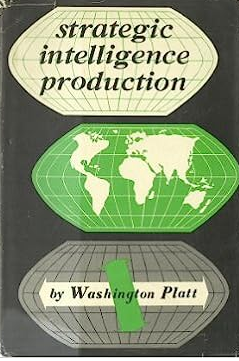 strategic
intelligence
production
by Washington Platt